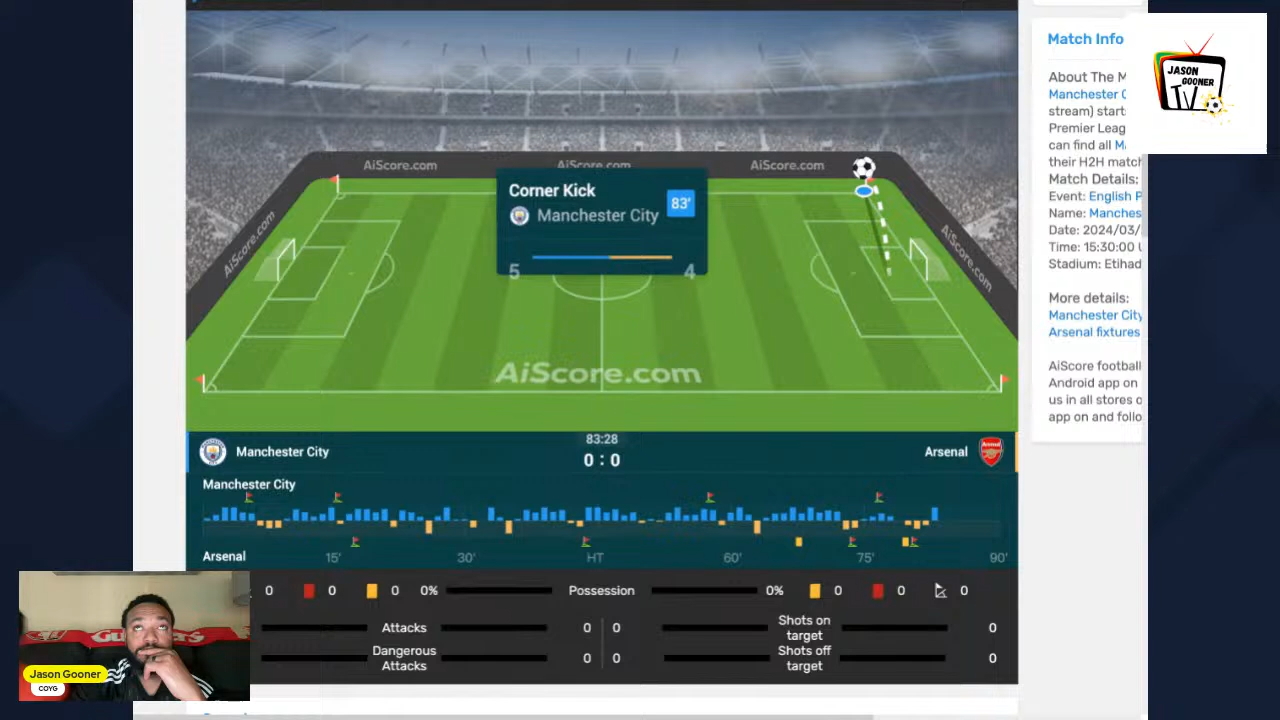 Match Info
JASON
GOONER
TV
About The M
Manchester C
stream) start
Premier Leag
can find all M
their H2H match
Match Details:
Event: English P
Name: Manches
Date: 2024/03/
Time: 15:30:00 U
Stadium: Etihad
More details:
Manchester City
Arsenal fixtures
AiScore football
Android app on
us in all stores o
app on and follo
AiScore.com AiScore.com AiScore.com
AiScore.com
AiScore.com
Corner Kick
Manchester City
83'
5 4
AiScore.com
Manchester City
83:28
0 : 0
Arsenal
Manchester City
Arsenal 15' 30' HT 60' 75' 90'
0 0 0 0% Possession 0% 0 0 0
Attacks 0 0 Shots on
target 0
Dangerous
Attacks 0 0 Shots off
target 0
GUNNERS
Jason Gooner
COYG